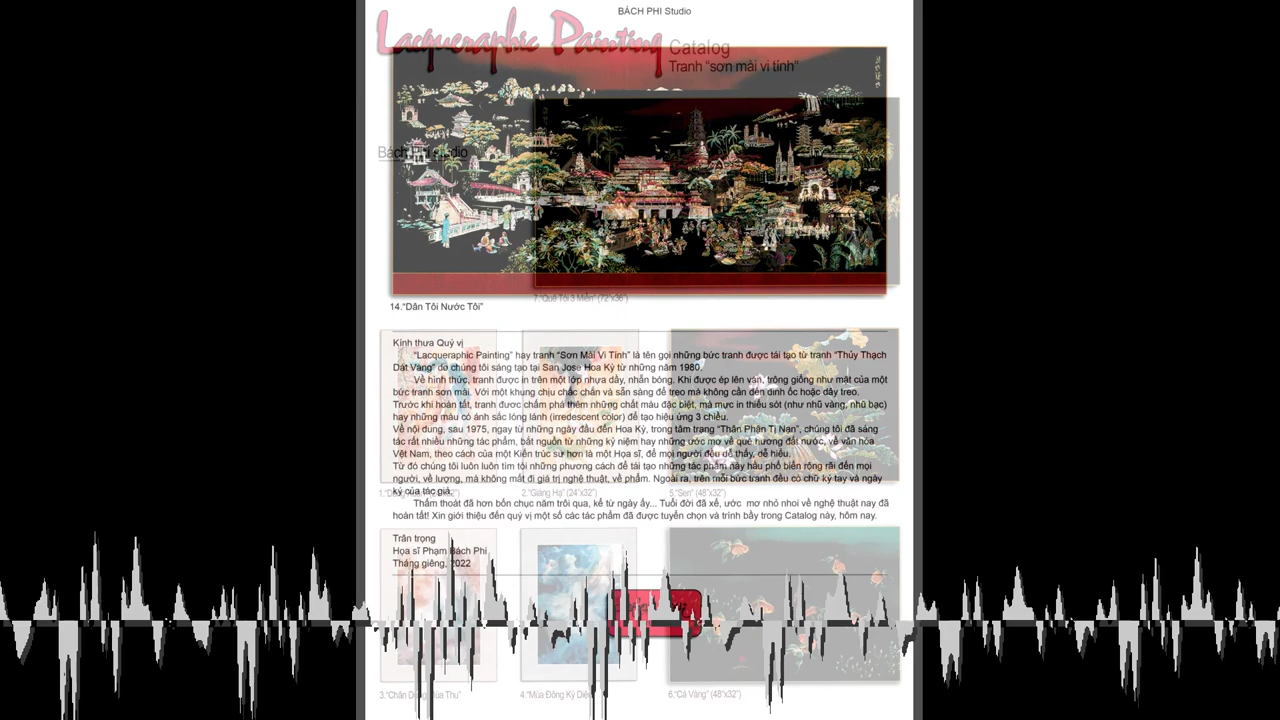 BÁCH PHI Studio
Lacqueraphic Painting
Catalog
Tranh “sơn mài vi tính”
Bách Phi Studio
7.“Quê Tôi 3 Miền” (72"x36")
14.“Dân Tôi Nước Tôi”
Kính thưa Quý vị
“Lacqueraphic Painting” hay tranh “Sơn Mài Vi Tính” là tên gọi những bức tranh được tái tạo từ tranh “Thủy Thạch
Dát Vàng” do chúng tôi sáng tạo tại San Jose Hoa Kỳ từ những năm 1980.
Về hình thức, tranh được in trên một lớp nhựa dầy, nhẵn bóng. Khi được ép lên ván, trông giống như mặt của một
bức tranh sơn mài. Với một khung chịu chắc chắn và sẵn sàng để treo mà không cần đến đinh ốc hoặc dây treo.
Trước khi hoàn tất, tranh được chấm phá thêm những chất màu đặc biệt, mà mực in thiếu sót (như nhũ vàng, nhũ bạc)
hay những màu có ánh sắc lóng lánh (irredescent color) để tạo hiệu ứng 3 chiều.
Về nội dung, sau 1975, ngay từ những ngày đầu đến Hoa Kỳ, trong tâm trạng “Thân Phận Tị Nạn”, chúng tôi đã sáng
tác rất nhiều những tác phẩm, bắt nguồn từ những kỷ niệm hay những ước mơ về quê hương đất nước, về văn hóa
Việt Nam, theo cách của một Kiến trúc sư hơn là một Họa sĩ, để mọi người đều dễ thấy, dễ hiểu.
Từ đó chúng tôi luôn luôn tìm tòi những phương cách để tái tạo những tác phẩm này hầu phổ biến rộng rãi đến mọi
người, về lượng, mà không mất đi giá trị nghệ thuật, về phẩm. Ngoài ra, trên mỗi bức tranh đều có chữ ký tay và ngày
ký của tác giả.
2.“Giáng Hạ” (24"x32")
5.“Sen” (48"x32")
Thấm thoát đã hơn bốn chục năm trôi qua, kể từ ngày ấy... Tuổi đời đã xế, ước mơ nhỏ nhoi về nghệ thuật nay đã
hoàn tất! Xin giới thiệu đến quý vị một số các tác phẩm đã được tuyển chọn và trình bầy trong Catalog này, hôm nay.
Trân trọng
Họa sĩ Phạm Bách Phi
Tháng giêng, 2022
3.“Chân Dung Mùa Thu”
4.“Mùa Đông Kỳ Diệu”
6.“Cá Vàng” (48"x32")